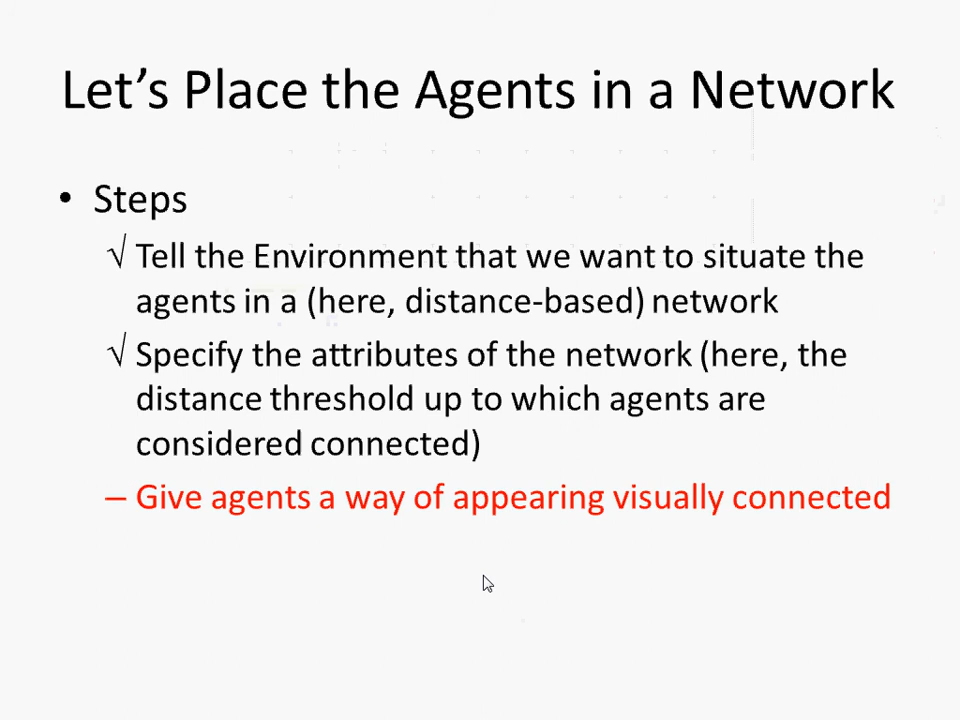 Let's Place the Agents in a Network
• Steps
√ Tell the Environment that we want to situate the
agents in a (here, distance-based) network
√ Specify the attributes of the network (here, the
distance threshold up to which agents are
considered connected)
– Give agents a way of appearing visually connected